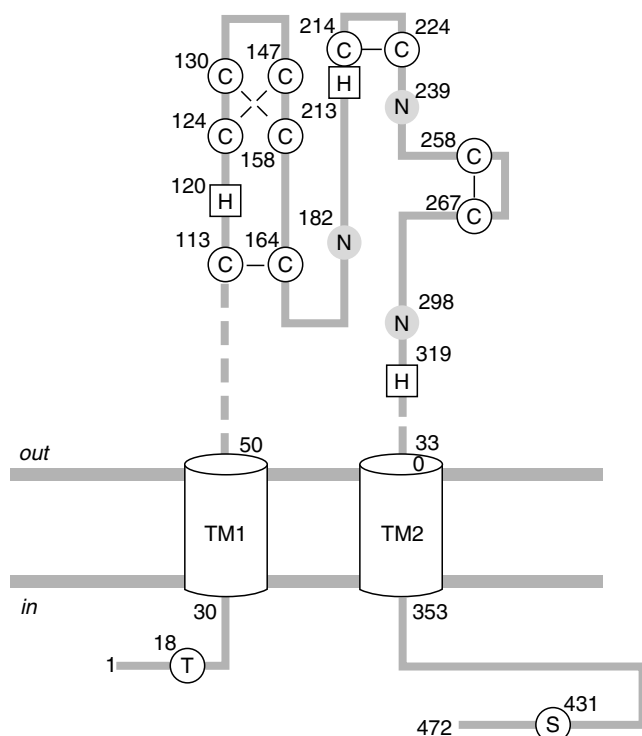 214 224
C C
130 147
C C
H 239
213 N
124 258
C C
158 C
120 267
H 182 C
113 164 N
C C
298
N
319
H
50 33
0
out
TM1 TM2
in
30 353
18
1 T
431
472 S